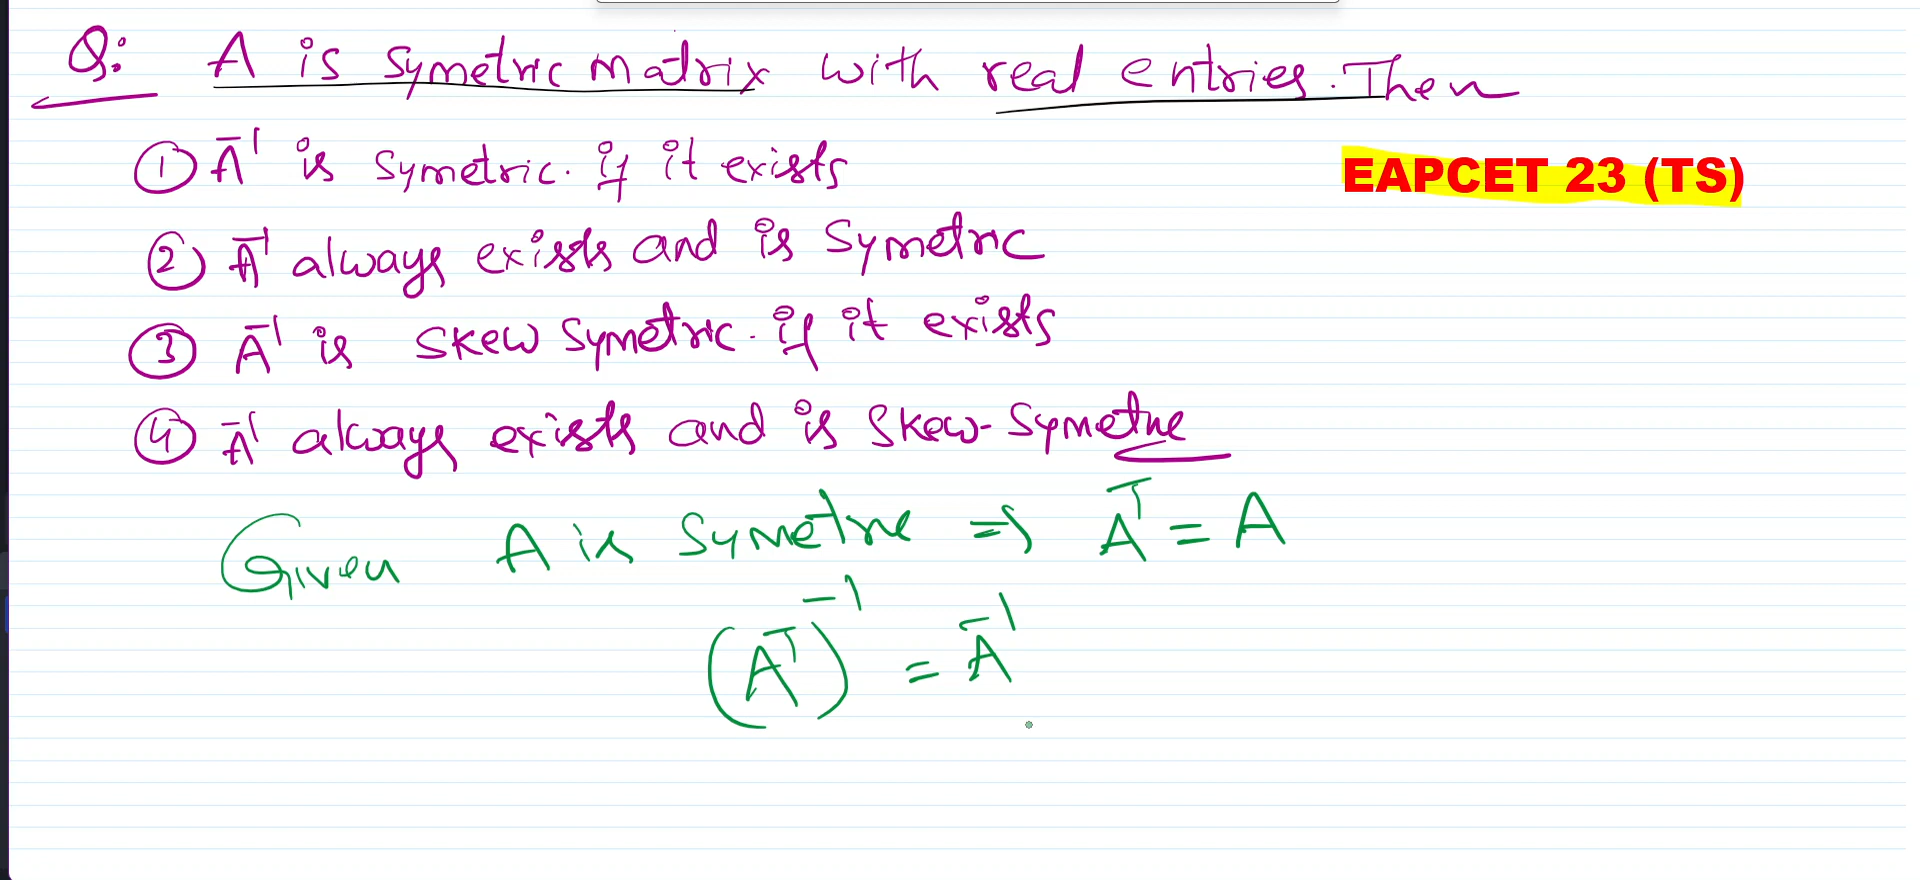 Q: A is symetric matrix with real entries. Then
① A⁻¹ is symetric. if it exists
EAPCET 23 (TS)
② A⁻¹ always exists and is Symetric
③ A⁻¹ is skew symetric. if it exists
④ A⁻¹ always exists and is skew-symetric
Given A is symetric ⇒ Aᵀ = A
(Aᵀ)⁻¹ = A⁻¹